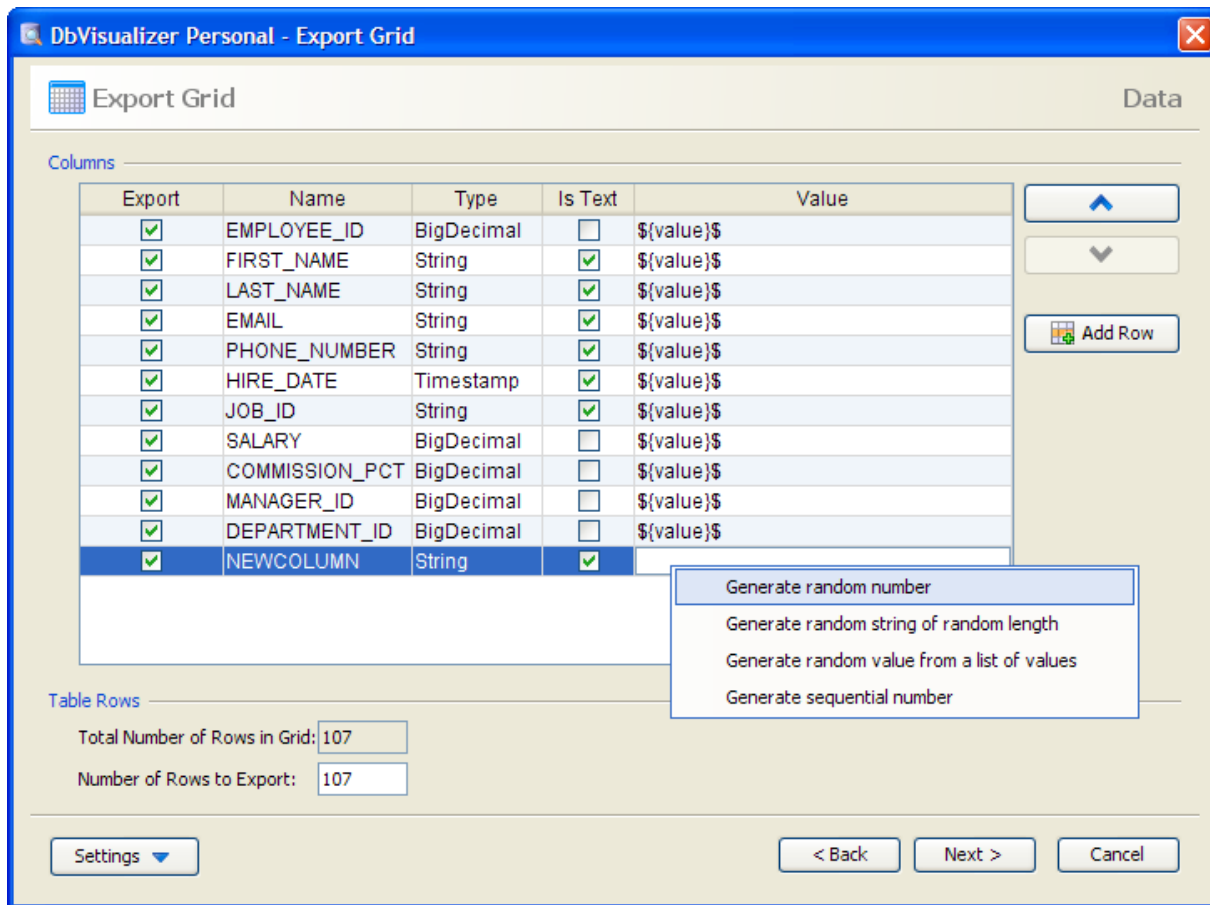 DbVisualizer Personal - Export Grid
Export Grid Data
Columns
Export Name Type Is Text Value
EMPLOYEE_ID BigDecimal ${value}$
FIRST_NAME String ${value}$
LAST_NAME String ${value}$
EMAIL String ${value}$
Add Row
PHONE_NUMBER String ${value}$
HIRE_DATE Timestamp ${value}$
JOB_ID String ${value}$
SALARY BigDecimal ${value}$
COMMISSION_PCT BigDecimal ${value}$
MANAGER_ID BigDecimal ${value}$
DEPARTMENT_ID BigDecimal ${value}$
NEWCOLUMN String
Generate random number
Generate random string of random length
Generate random value from a list of values
Generate sequential number
Table Rows
Total Number of Rows in Grid: 107
Number of Rows to Export: 107
Settings < Back Next > Cancel